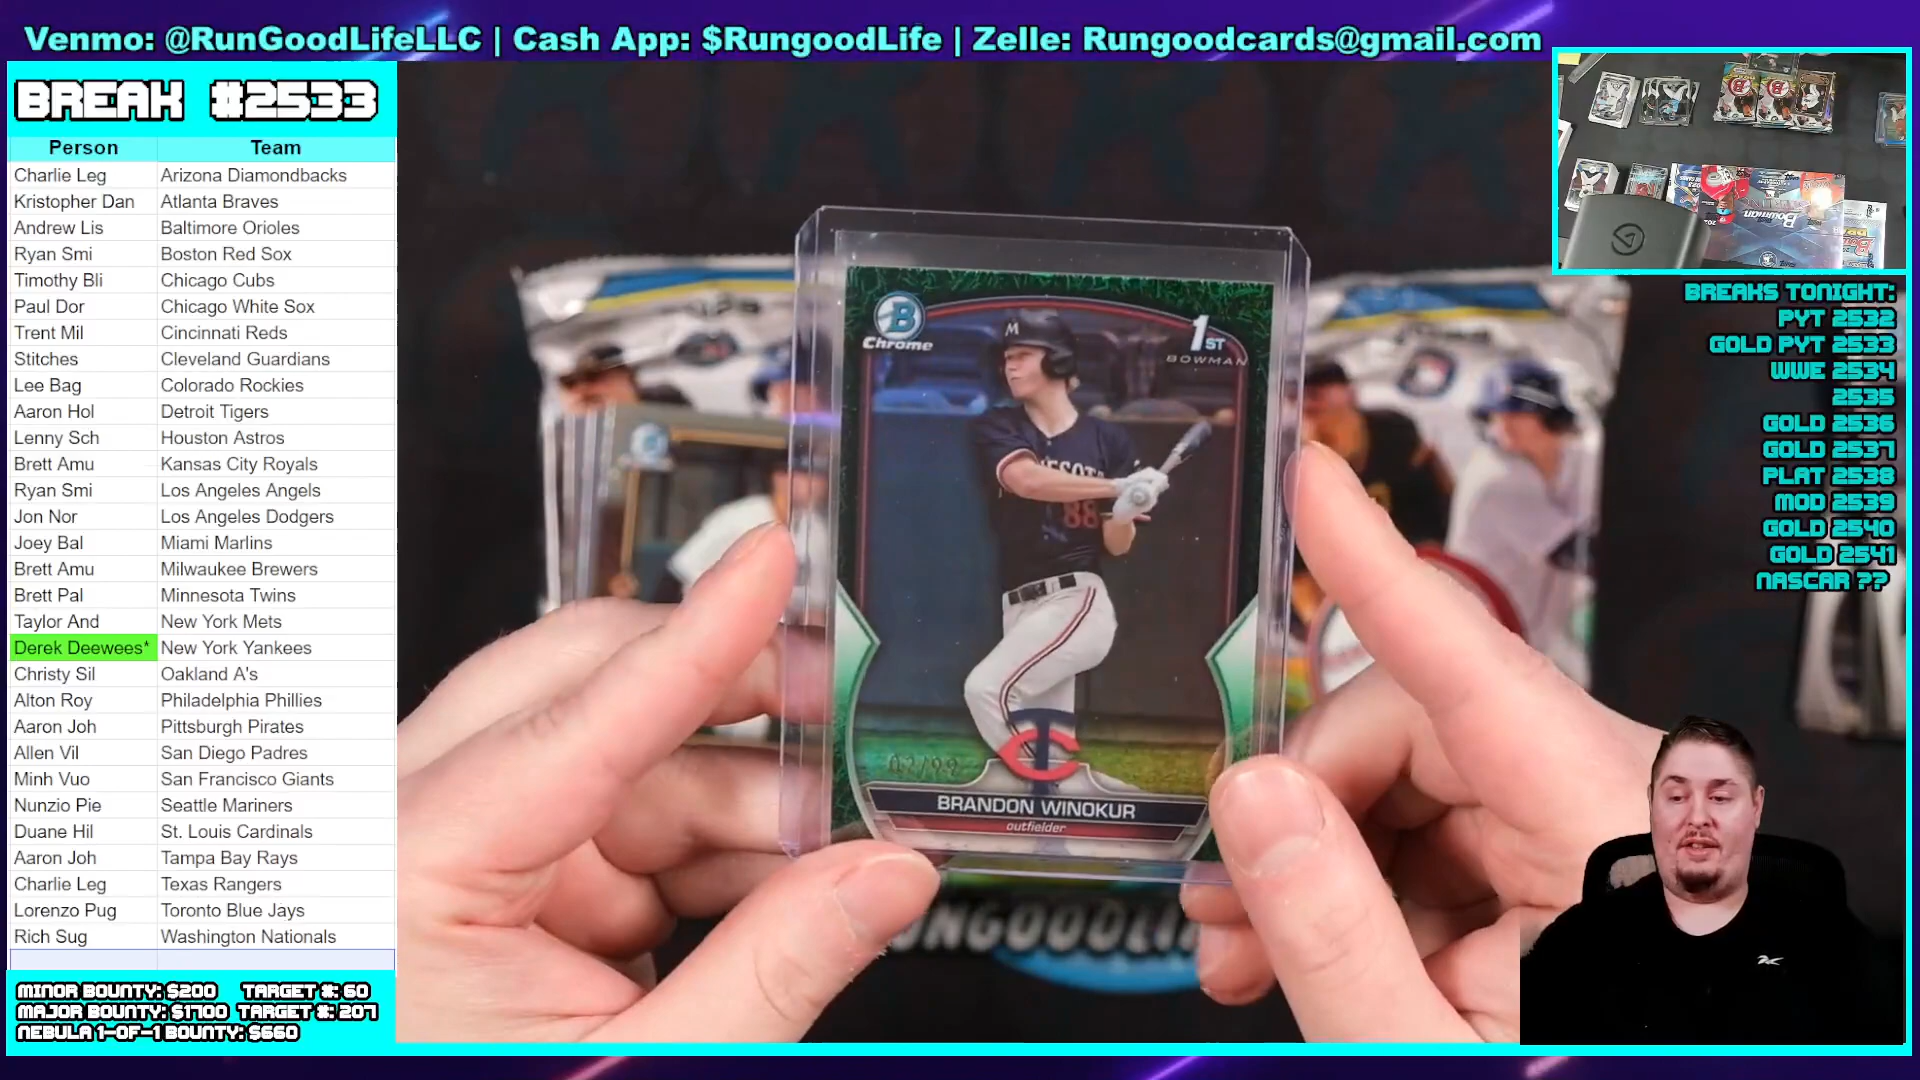 Venmo: @RunGoodLifeLLC | Cash App: $RungoodLife | Zelle: Rungoodcards@gmail.com
BREAK #2533
Person Team
Charlie Leg Arizona Diamondbacks
Kristopher Dan Atlanta Braves
Andrew Lis Baltimore Orioles
Ryan Smi Boston Red Sox
Timothy Bli Chicago Cubs
Paul Dor Chicago White Sox
Trent Mil Cincinnati Reds
Stitches Cleveland Guardians
Lee Bag Colorado Rockies
Aaron Hol Detroit Tigers
Lenny Sch Houston Astros
Brett Amu Kansas City Royals
Ryan Smi Los Angeles Angels
Jon Nor Los Angeles Dodgers
Joey Bal Miami Marlins
Brett Amu Milwaukee Brewers
Brett Pal Minnesota Twins
Taylor And New York Mets
Derek Deewees* New York Yankees
Christy Sil Oakland A's
Alton Roy Philadelphia Phillies
Aaron Joh Pittsburgh Pirates
Allen Vil San Diego Padres
Minh Vuo San Francisco Giants
Nunzio Pie Seattle Mariners
Duane Hil St. Louis Cardinals
Aaron Joh Tampa Bay Rays
Charlie Leg Texas Rangers
Lorenzo Pug Toronto Blue Jays
Rich Sug Washington Nationals
MINOR BOUNTY: $200 TARGET #: 60
MAJOR BOUNTY: $1700 TARGET #: 207
NEBULA 1-OF-1 BOUNTY: $660
B
Chrome
1ST
BOWMAN
M
88
02/99
TC
BRANDON WINOKUR
outfielder
Bowman
BREAKS TONIGHT:
PYT 2532
GOLD PYT 2533
WWE 2534
2535
GOLD 2536
GOLD 2537
PLAT 2538
MOD 2539
GOLD 2540
GOLD 2541
NASCAR ??